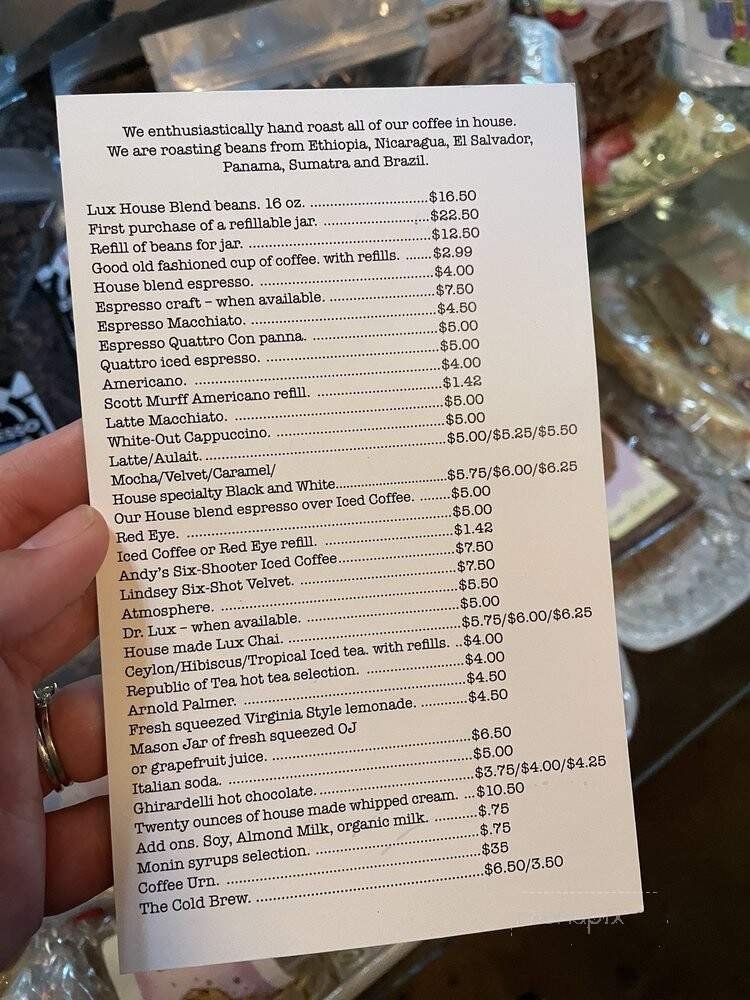 We enthusiastically hand roast all of our coffee in house.
We are roasting beans from Ethiopia, Nicaragua, El Salvador,
Panama, Sumatra and Brazil.
Lux House Blend beans. 16 oz. ............................$16.50
First purchase of a refillable jar. .........................$22.50
Refill of beans for jar. ...........................................$12.50
Good old fashioned cup of coffee. with refills. ......$2.99
House blend espresso. .........................................$4.00
Espresso craft – when available. .........................$7.50
Espresso Macchiato. ...........................................$4.50
Espresso Quattro Con panna. .............................$5.00
Quattro iced espresso. .........................................$5.00
Americano. .........................................................$4.00
Scott Murff Americano refill. ..............................$1.42
Latte Macchiato. .................................................$5.00
White-Out Cappuccino. .......................................$5.00
Latte/Aulait. .......................................................$5.00/$5.25/$5.50
Mocha/Velvet/Caramel/
House specialty Black and White.........................$5.75/$6.00/$6.25
Our House blend espresso over Iced Coffee. ........$5.00
Red Eye. .............................................................$5.00
Iced Coffee or Red Eye refill. ..............................$1.42
Andy's Six-Shooter Iced Coffee............................$7.50
Lindsey Six-Shot Velvet. .....................................$7.50
Atmosphere. .......................................................$5.50
Dr. Lux – when available. ...................................$5.00
House made Lux Chai. .........................................$5.75/$6.00/$6.25
Ceylon/Hibiscus/Tropical Iced tea. with refills. ..$4.00
Republic of Tea hot tea selection. .......................$4.00
Arnold Palmer. ...................................................$4.50
Fresh squeezed Virginia Style lemonade. ...........$4.50
Mason Jar of fresh squeezed OJ
or grapefruit juice. .............................................$6.50
Italian soda. .......................................................$5.00
Ghirardelli hot chocolate.....................................$3.75/$4.00/$4.25
Twenty ounces of house made whipped cream. ..$10.50
Add ons. Soy, Almond Milk, organic milk. ..........$.75
Monin syrups selection. .......................................$.75
Coffee Urn. .........................................................$35
The Cold Brew. ...................................................$6.50/3.50